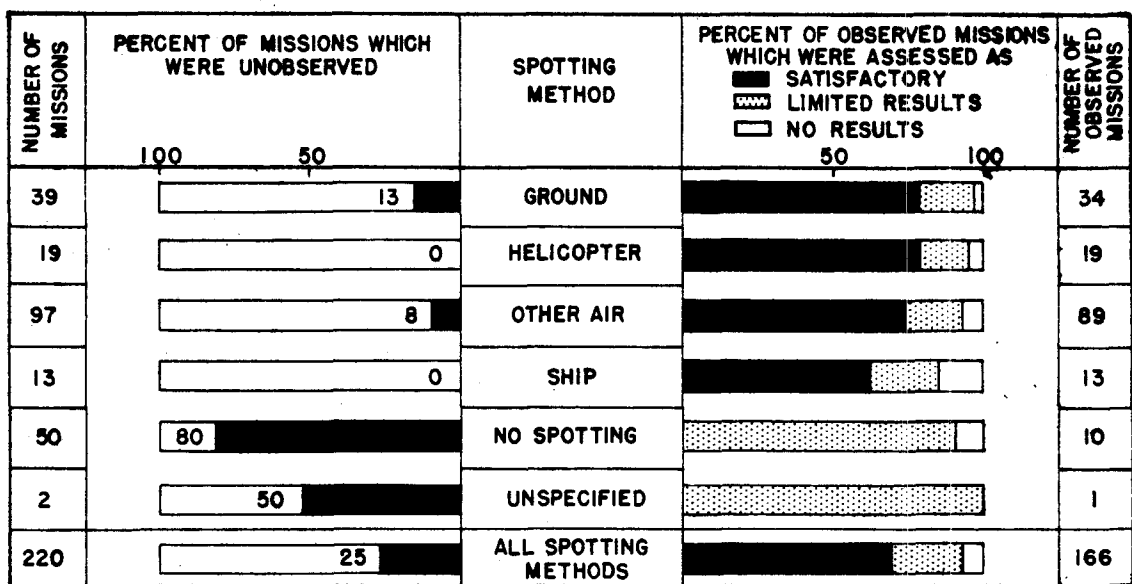 NUMBER OF
MISSIONS
PERCENT OF MISSIONS WHICH
WERE UNOBSERVED
SPOTTING
METHOD
PERCENT OF OBSERVED MISSIONS
WHICH WERE ASSESSED AS
SATISFACTORY
LIMITED RESULTS
NO RESULTS
NUMBER OF
OBSERVED
MISSIONS
100 50 50 100
39 13 GROUND 34
19 0 HELICOPTER 19
97 8 OTHER AIR 89
13 0 SHIP 13
50 80 NO SPOTTING 10
2 50 UNSPECIFIED 1
220 25 ALL SPOTTING
METHODS 166